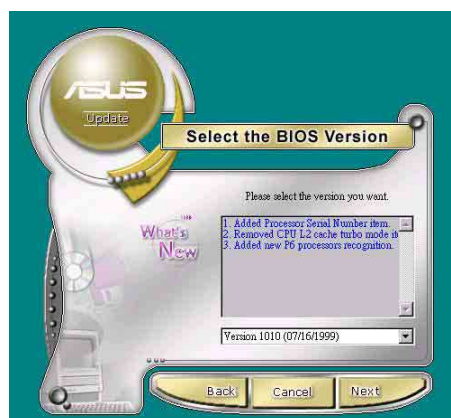 ASUS
Update
Select the BIOS Version
Please select the version you want.
What's
New
1. Added Processor Serial Number item.
2. Removed CPU L2 cache turbo mode it
3. Added new P6 processors recognition.
Version 1010 (07/16/1999)
Back
Cancel
Next